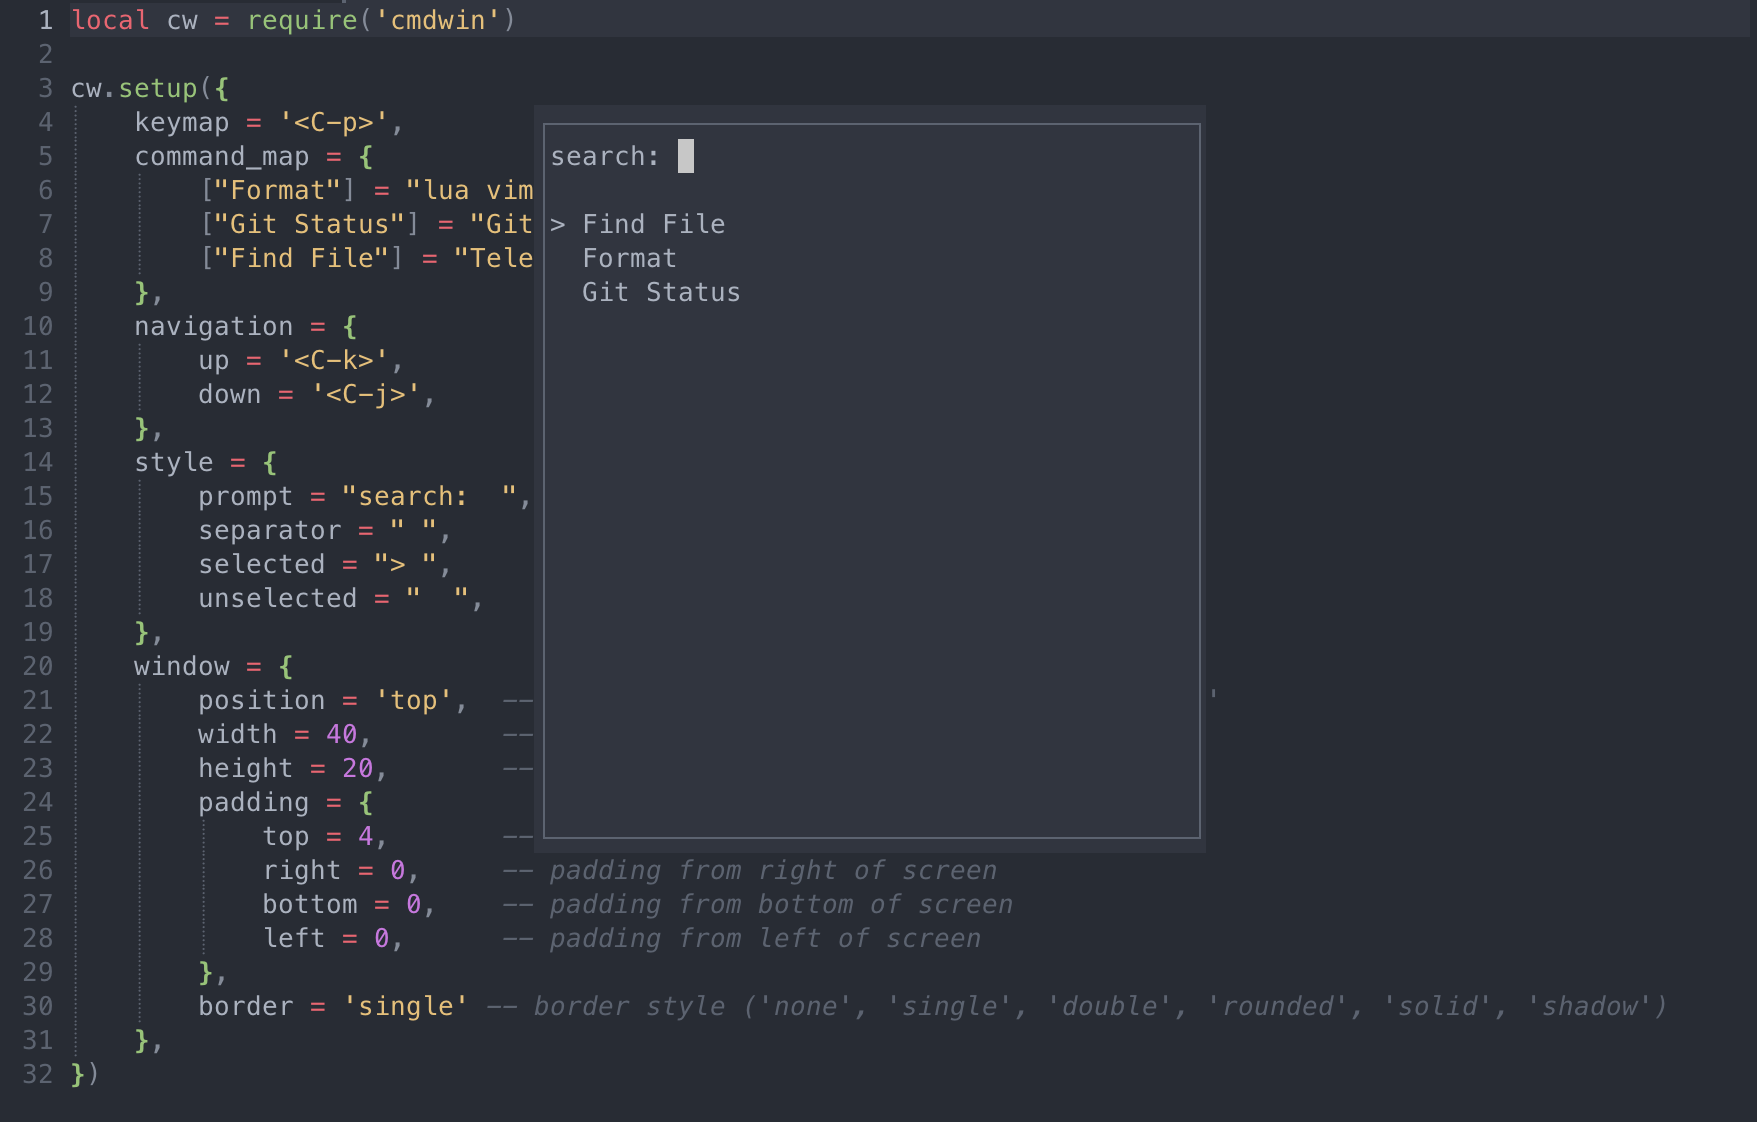 1 local cw = require('cmdwin')
2
3 cw.setup({
4     keymap = '<C-p>',
5     command_map = {
6         ["Format"] = "lua vim
7         ["Git Status"] = "Git
8         ["Find File"] = "Tele
9     },
10     navigation = {
11         up = '<C-k>',
12         down = '<C-j>',
13     },
14     style = {
15         prompt = "search:  ",
16         separator = " ",
17         selected = "> ",
18         unselected = "  ",
19     },
20     window = {
21         position = 'top',  -- '
22         width = 40,        --
23         height = 20,       --
24         padding = {
25             top = 4,       --
26             right = 0,     -- padding from right of screen
27             bottom = 0,    -- padding from bottom of screen
28             left = 0,      -- padding from left of screen
29         },
30         border = 'single' -- border style ('none', 'single', 'double', 'rounded', 'solid', 'shadow')
31     },
32 })
search:
> Find File
  Format
  Git Status